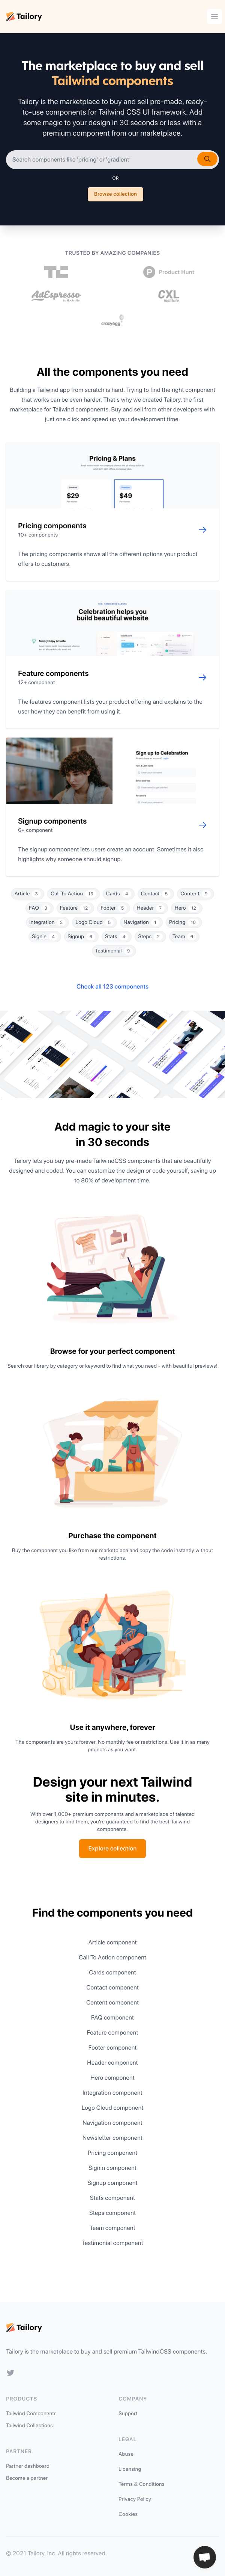 Tailory
The marketplace to buy and sell
Tailwind components
Tailory is the marketplace to buy and sell pre-made, ready-
to-use components for Tailwind CSS UI framework. Add
some magic to your design in 30 seconds or less with a
premium component from our marketplace.
Search components like 'pricing' or 'gradient'
OR
Browse collection
TRUSTED BY AMAZING COMPANIES
TC
P Product Hunt
AdEspresso
CXL
crazyegg
All the components you need
Building a Tailwind app from scratch is hard. Trying to find the right component
that works can be even harder. That's why we created Tailory, the first
marketplace for Tailwind components. Buy and sell from other developers with
just one click and speed up your development time.
Pricing & Plans
$29
$49
Pricing components
10+ components
The pricing components shows all the different options your product
offers to customers.
Celebration helps you
build beautiful website
Simply Copy & Paste
Feature components
12+ component
The features component lists your product offering and explains to the
user how they can benefit from using it.
Sign up to Celebration
Signup components
6+ component
The signup component lets users create an account. Sometimes it also
highlights why someone should signup.
Article 3 Call To Action 13 Cards 4 Contact 5 Content 9
FAQ 3 Feature 12 Footer 5 Header 7 Hero 12
Integration 3 Logo Cloud 5 Navigation 1 Pricing 10
Signin 4 Signup 6 Stats 4 Steps 2 Team 6
Testimonial 9
Check all 123 components
Add magic to your site
in 30 seconds
Tailory lets you buy pre-made TailwindCSS components that are beautifully
designed and coded. You can customize the design or code yourself, saving up
to 80% of development time.
Browse for your perfect component
Search our library by category or keyword to find what you need - with beautiful previews!
Purchase the component
Buy the component you like from our marketplace and copy the code instantly without
restrictions.
Use it anywhere, forever
The components are yours forever. No monthly fee or restrictions. Use it in as many
projects as you want.
Design your next Tailwind
site in minutes.
With over 1,000+ premium components and a marketplace of talented
designers to find them, you're guaranteed to find the best Tailwind
components.
Explore collection
Find the components you need
Article component
Call To Action component
Cards component
Contact component
Content component
FAQ component
Feature component
Footer component
Header component
Hero component
Integration component
Logo Cloud component
Navigation component
Newsletter component
Pricing component
Signin component
Signup component
Stats component
Steps component
Team component
Testimonial component
Tailory
Tailory is the marketplace to buy and sell premium TailwindCSS components.
PRODUCTS
Tailwind Components
Tailwind Collections
PARTNER
Partner dashboard
Become a partner
COMPANY
Support
LEGAL
Abuse
Licensing
Terms & Conditions
Privacy Policy
Cookies
© 2021 Tailory, Inc. All rights reserved.